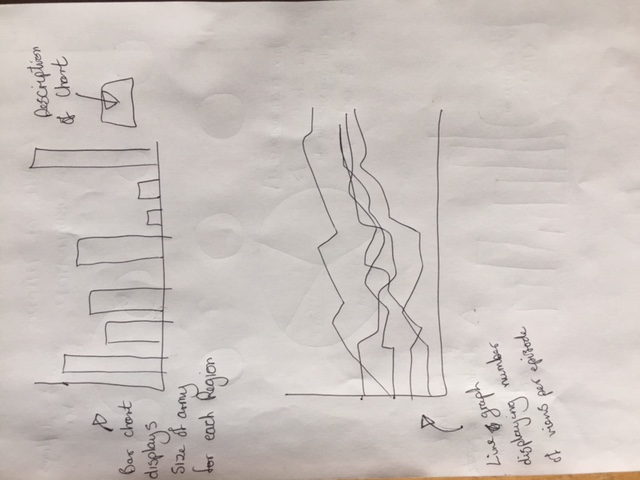 Description
of Chart
Bar chart
displays
Size of army
for each Region
Line graph
displaying number
of views per episode